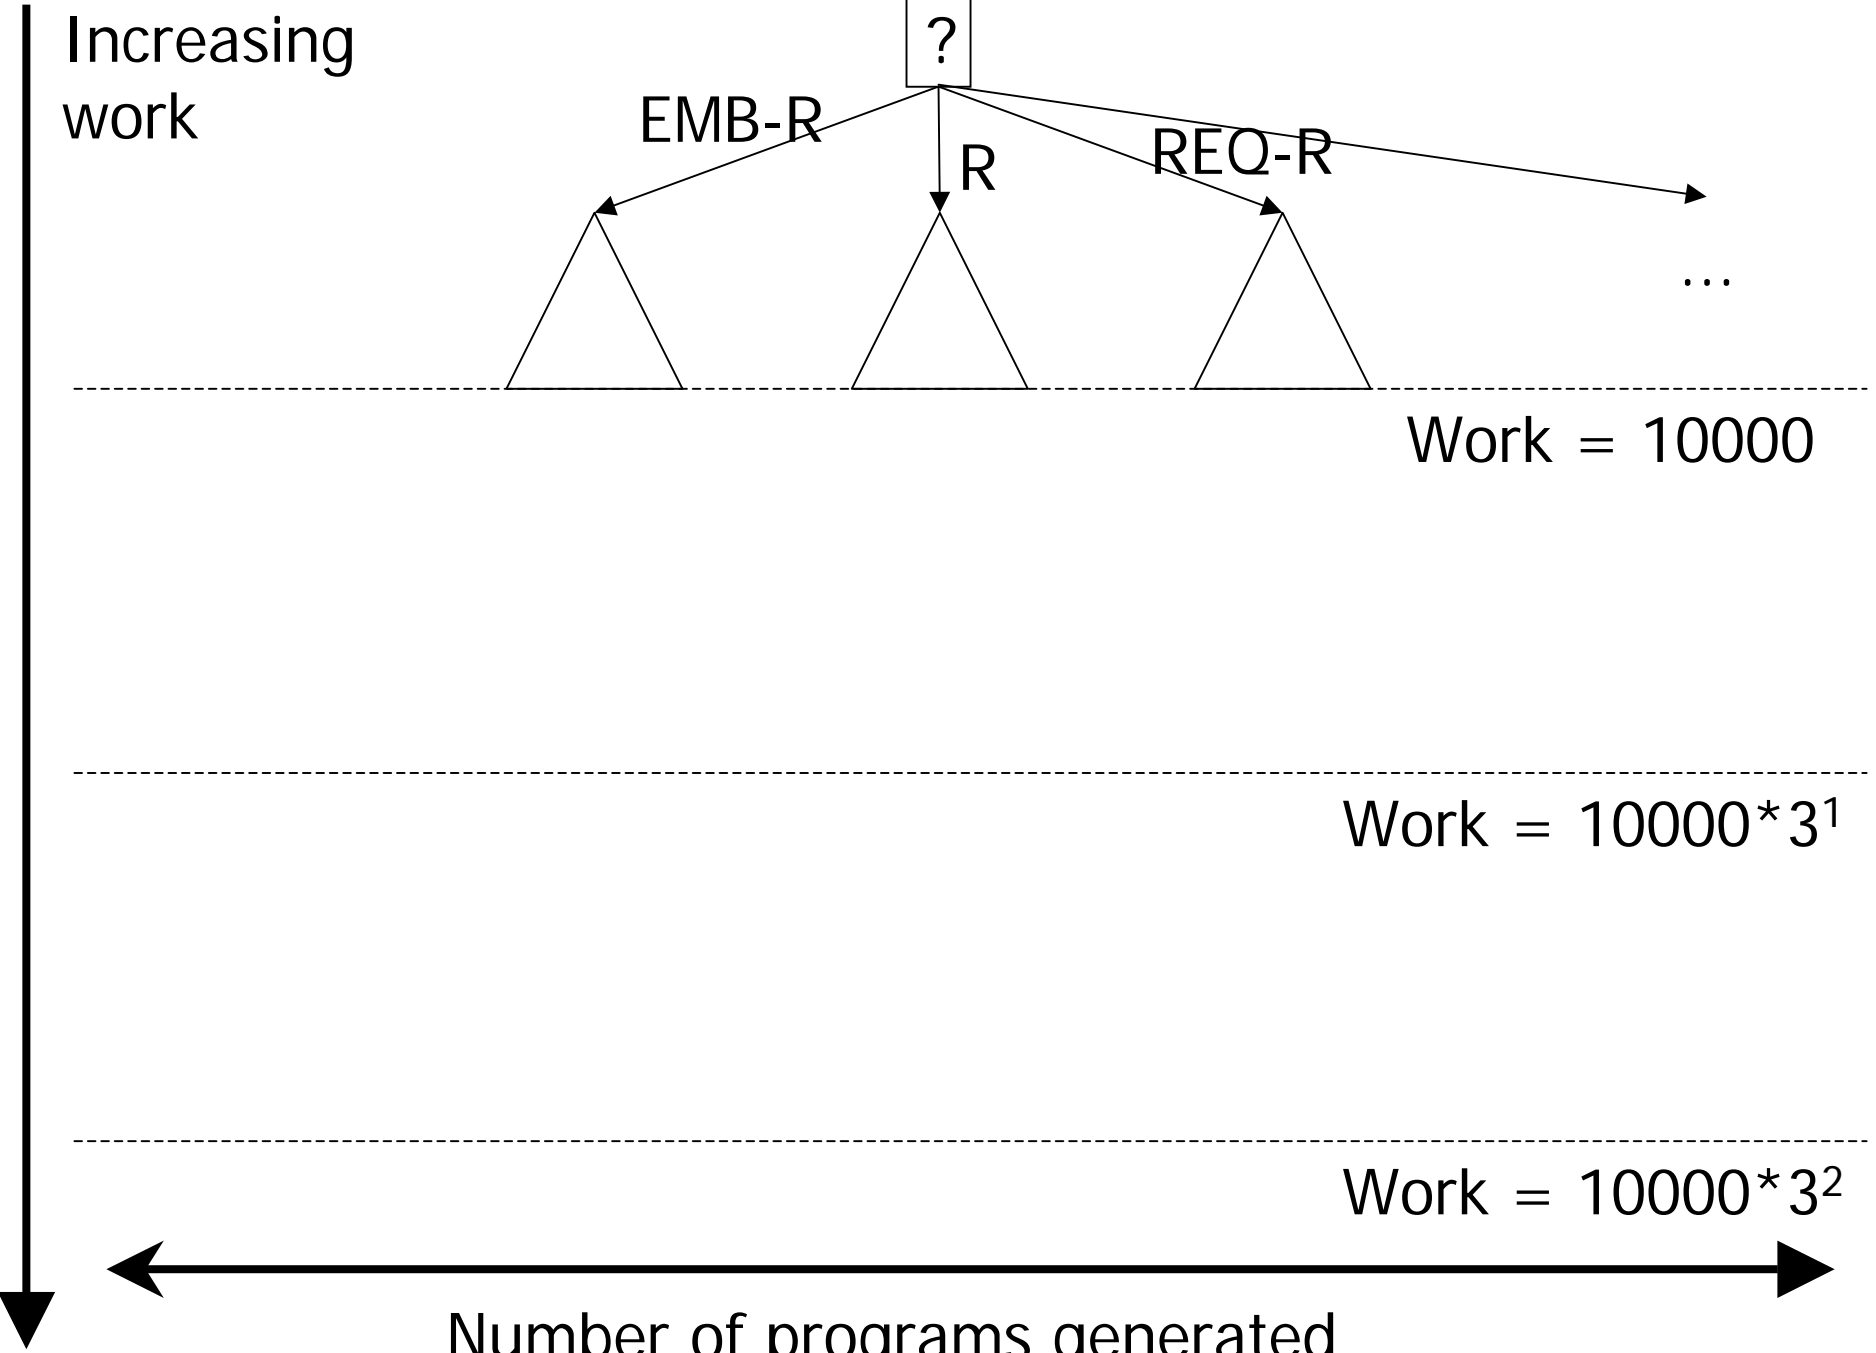 Increasing
work
?
EMB-R
R
REQ-R
…
Work = 10000
Work = 10000*3¹
Work = 10000*3²
Number of programs generated